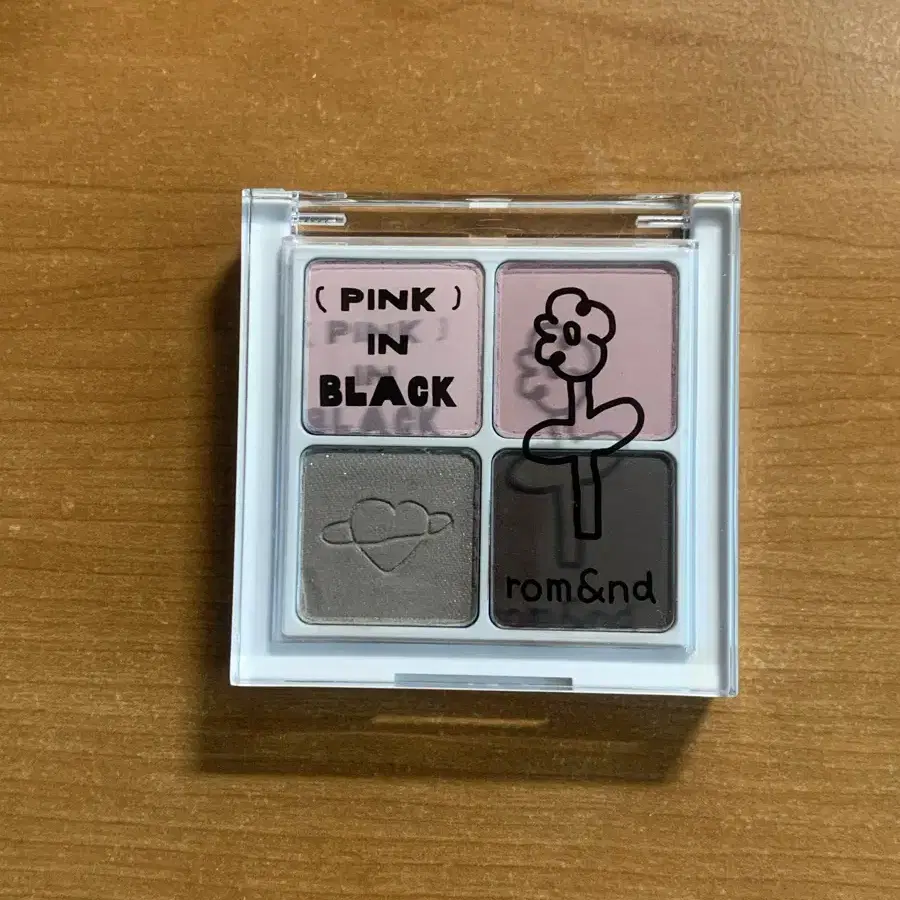 ( PINK )
IN
BLACK
rom&nd